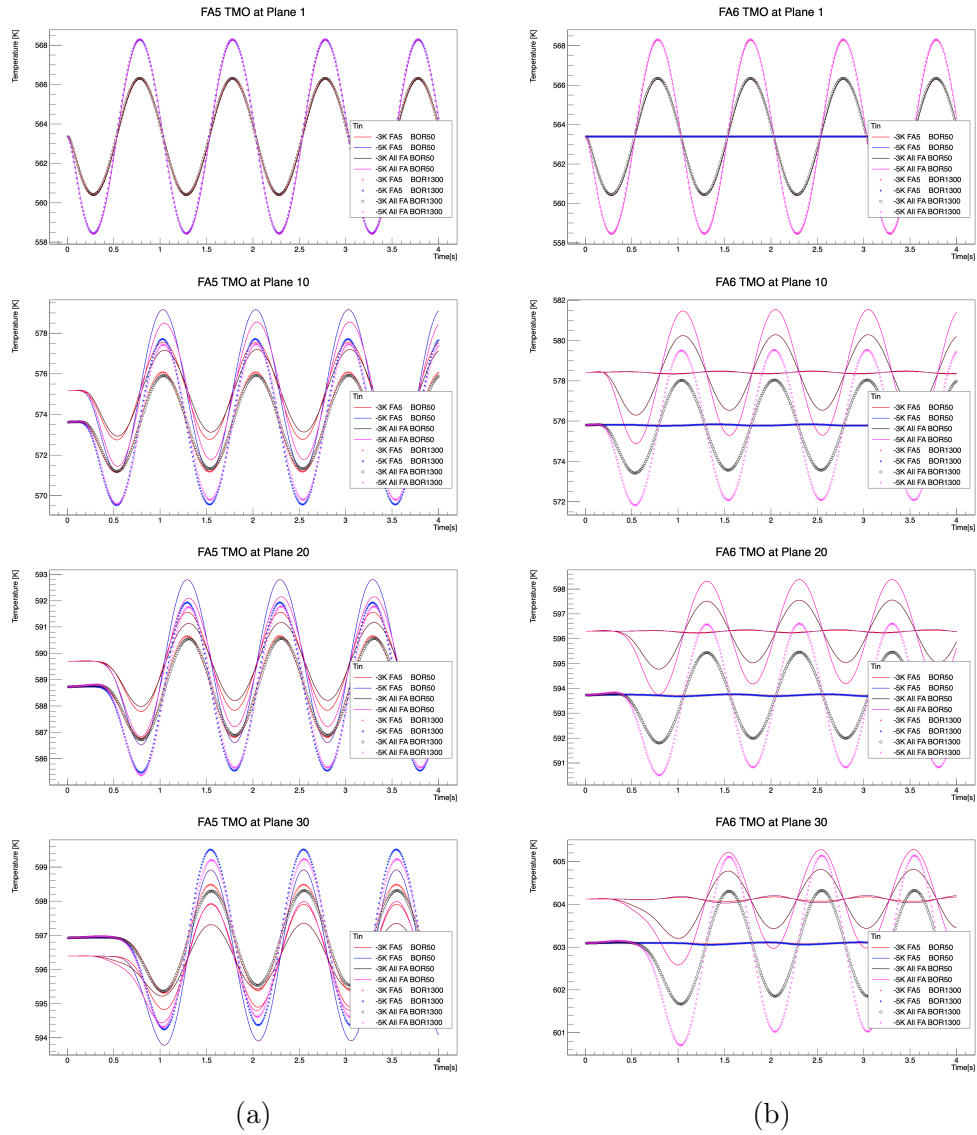 FA5 TMO at Plane 1
Temperature [K]
568
566
564
562
560
558
0 0.5 1 1.5 2 2.5 3 3.5 4
Time[s]
Tin
-3K FA5 BOR50
-5K FA5 BOR50
-3K All FA BOR50
-5K All FA BOR50
-3K FA5 BOR1300
-5K FA5 BOR1300
-3K All FA BOR1300
-5K All FA BOR1300
FA6 TMO at Plane 1
Temperature [K]
568
566
564
562
560
558
0 0.5 1 1.5 2 2.5 3 3.5 4
Time[s]
Tin
-3K FA5 BOR50
-5K FA5 BOR50
-3K All FA BOR50
-5K All FA BOR50
-3K FA5 BOR1300
-5K FA5 BOR1300
-3K All FA BOR1300
-5K All FA BOR1300
FA5 TMO at Plane 10
Temperature [K]
578
576
574
572
570
0 0.5 1 1.5 2 2.5 3 3.5 4
Time[s]
Tin
-3K FA5 BOR50
-5K FA5 BOR50
-3K All FA BOR50
-5K All FA BOR50
-3K FA5 BOR1300
-5K FA5 BOR1300
-3K All FA BOR1300
-5K All FA BOR1300
FA6 TMO at Plane 10
Temperature [K]
582
580
578
576
574
572
0 0.5 1 1.5 2 2.5 3 3.5 4
Time[s]
Tin
-3K FA5 BOR50
-5K FA5 BOR50
-3K All FA BOR50
-5K All FA BOR50
-3K FA5 BOR1300
-5K FA5 BOR1300
-3K All FA BOR1300
-5K All FA BOR1300
FA5 TMO at Plane 20
Temperature [K]
593
592
591
590
589
588
587
586
0 0.5 1 1.5 2 2.5 3 3.5 4
Time[s]
Tin
-3K FA5 BOR50
-5K FA5 BOR50
-3K All FA BOR50
-5K All FA BOR50
-3K FA5 BOR1300
-5K FA5 BOR1300
-3K All FA BOR1300
-5K All FA BOR1300
FA6 TMO at Plane 20
Temperature [K]
598
597
596
595
594
593
592
591
0 0.5 1 1.5 2 2.5 3 3.5 4
Time[s]
Tin
-3K FA5 BOR50
-5K FA5 BOR50
-3K All FA BOR50
-5K All FA BOR50
-3K FA5 BOR1300
-5K FA5 BOR1300
-3K All FA BOR1300
-5K All FA BOR1300
FA5 TMO at Plane 30
Temperature [K]
599
598
597
596
595
594
0 0.5 1 1.5 2 2.5 3 3.5 4
Time[s]
Tin
-3K FA5 BOR50
-5K FA5 BOR50
-3K All FA BOR50
-5K All FA BOR50
-3K FA5 BOR1300
-5K FA5 BOR1300
-3K All FA BOR1300
-5K All FA BOR1300
FA6 TMO at Plane 30
Temperature [K]
605
604
603
602
601
0 0.5 1 1.5 2 2.5 3 3.5 4
Time[s]
Tin
-3K FA5 BOR50
-5K FA5 BOR50
-3K All FA BOR50
-5K All FA BOR50
-3K FA5 BOR1300
-5K FA5 BOR1300
-3K All FA BOR1300
-5K All FA BOR1300
(a)
(b)